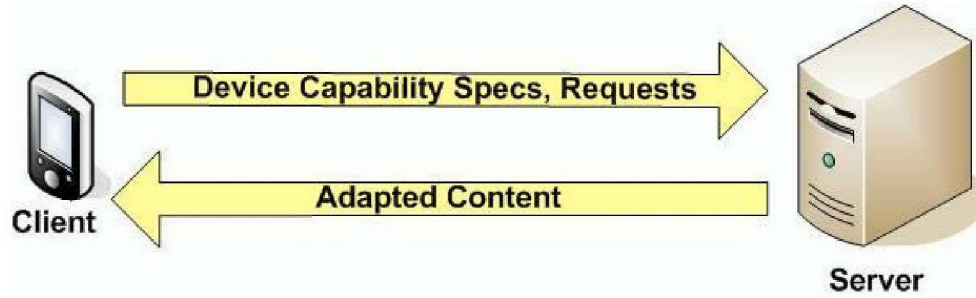 Device Capability Specs, Requests
Adapted Content
Client
Server